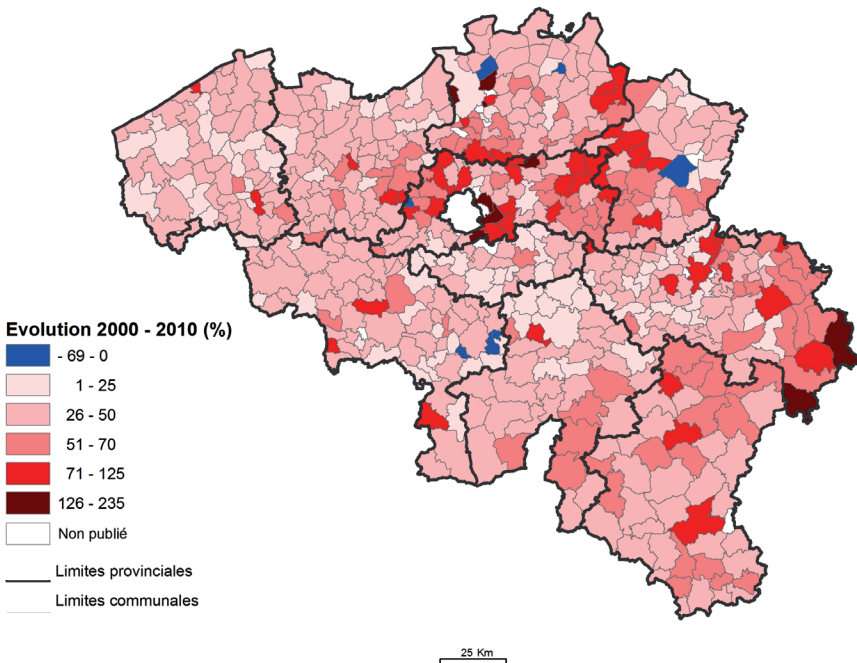 Evolution 2000 - 2010 (%)
- 69 - 0
1 - 25
26 - 50
51 - 70
71 - 125
126 - 235
Non publié
Limites provinciales
Limites communales
25 Km